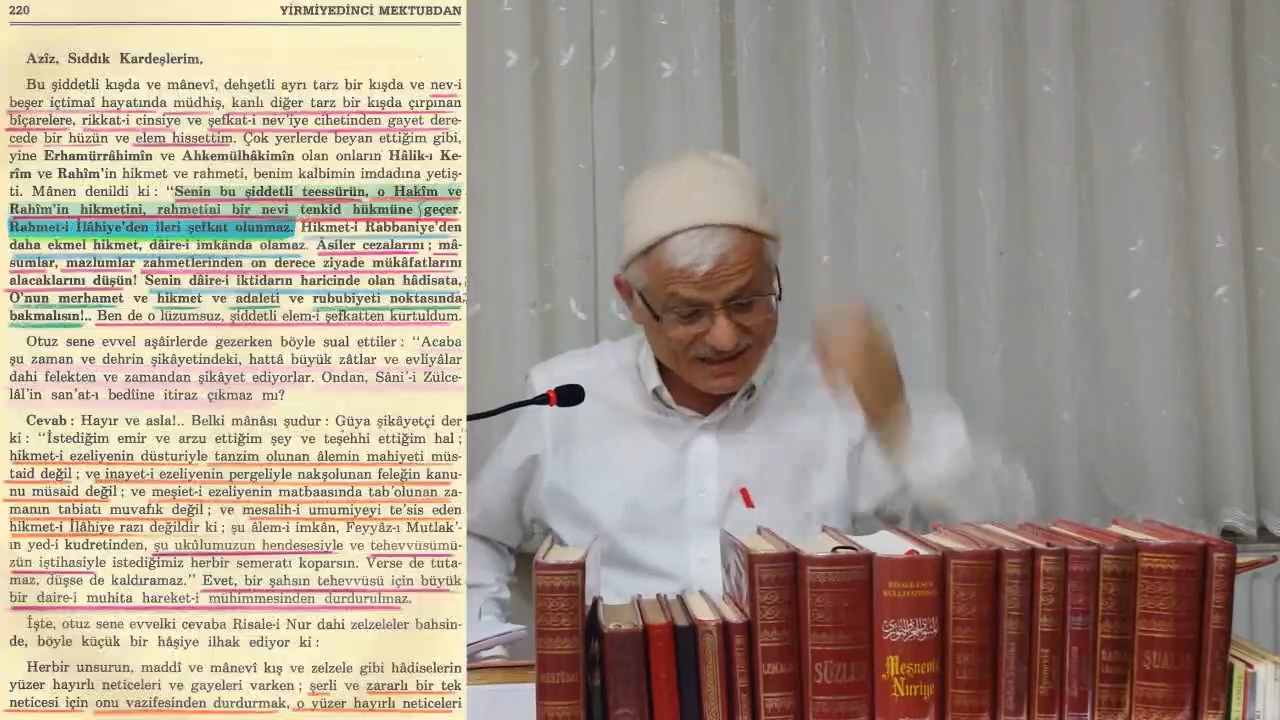 220
YİRMİYEDİNCİ MEKTUBDAN
Azîz, Sıddık Kardeşlerim,
Bu şiddetli kışda ve mânevî, dehşetli ayrı tarz bir kışda ve nev-i
beşer içtimaî hayatında müdhiş, kanlı diğer tarz bir kışda çırpınan
bîçarelere, rikkat-i cinsiye ve şefkat-i nev'iye cihetinden gayet dere-
cede bir hüzün ve elem hissettim. Çok yerlerde beyan ettiğim gibi,
yine Erhamürrâhimîn ve Ahkemülhâkimîn olan onların Hâlik-ı Ke-
rîm ve Rahîm'in hikmet ve rahmeti, benim kalbimin imdadına yetiş-
ti. Mânen denildi ki: "Senin bu şiddetli teessürün, o Hakîm ve
Rahîm'in hikmetini, rahmetini bir nevi tenkid hükmüne geçer.
Rahmet-i İlâhiye'den ileri şefkat olunmaz. Hikmet-i Rabbaniye'den
daha ekmel hikmet, dâire-i imkânda olamaz. Âsiler cezalarını; mâ-
sumlar, mazlumlar zahmetlerinden on derece ziyade mükâfatlarını
alacaklarını düşün! Senin dâire-i iktidarın haricinde olan hâdisata,
O'nun merhamet ve hikmet ve adaleti ve rububiyeti noktasında,
bakmalısın!.. Ben de o lüzumsuz, şiddetli elem-i şefkatten kurtuldum.
Otuz sene evvel aşâirlerde gezerken böyle sual ettiler: "Acaba
şu zaman ve dehrin şikâyetindeki, hattâ büyük zâtlar ve evliyâlar
dahi felekten ve zamandan şikâyet ediyorlar. Ondan, Sâni'-i Zülce-
lâl'in san'at-ı bedîine itiraz çıkmaz mı?
Cevab: Hayır ve asla!.. Belki mânâsı şudur: Güya şikâyetçi der
ki: "İstediğim emir ve arzu ettiğim şey ve teşehhi ettiğim hal;
hikmet-i ezeliyenin düsturiyle tanzim olunan âlemin mahiyeti müs-
taid değil; ve inayet-i ezeliyenin pergeliyle nakşolunan feleğin kanu-
nu müsaid değil; ve meşiet-i ezeliyenin matbaasında tab'olunan za-
manın tabiatı muvafık değil; ve mesalih-i umumiyeyi te'sis eden
hikmet-i İlâhiye razı değildir ki; şu âlem-i imkân, Feyyâz-ı Mutlak'-
ın yed-i kudretinden, şu ukûlumuzun hendesesiyle ve tehevvüsümü-
zün iştihasiyle istediğimiz herbir semeratı koparsın. Verse de tuta-
maz, düşse de kaldıramaz." Evet, bir şahsın tehevvüsü için büyük
bir daire-i muhita hareket-i mühimmesinden durdurulmaz.
İşte, otuz sene evvelki cevaba Risale-i Nur dahi zelzeleler bahsin-
de, böyle küçük bir hâşiye ilhak ediyor ki:
Herbir unsurun, maddî ve mânevî kış ve zelzele gibi hâdiselerin
yüzer hayırlı neticeleri ve gayeleri varken; şerli ve zararlı bir tek
neticesi için onu vazifesinden durdurmak, o yüzer hayırlı neticeleri
SÖZLER
RİSALE-İ NUR
KÜLLİYATINDAN
Mesnevî-i
Nuriye